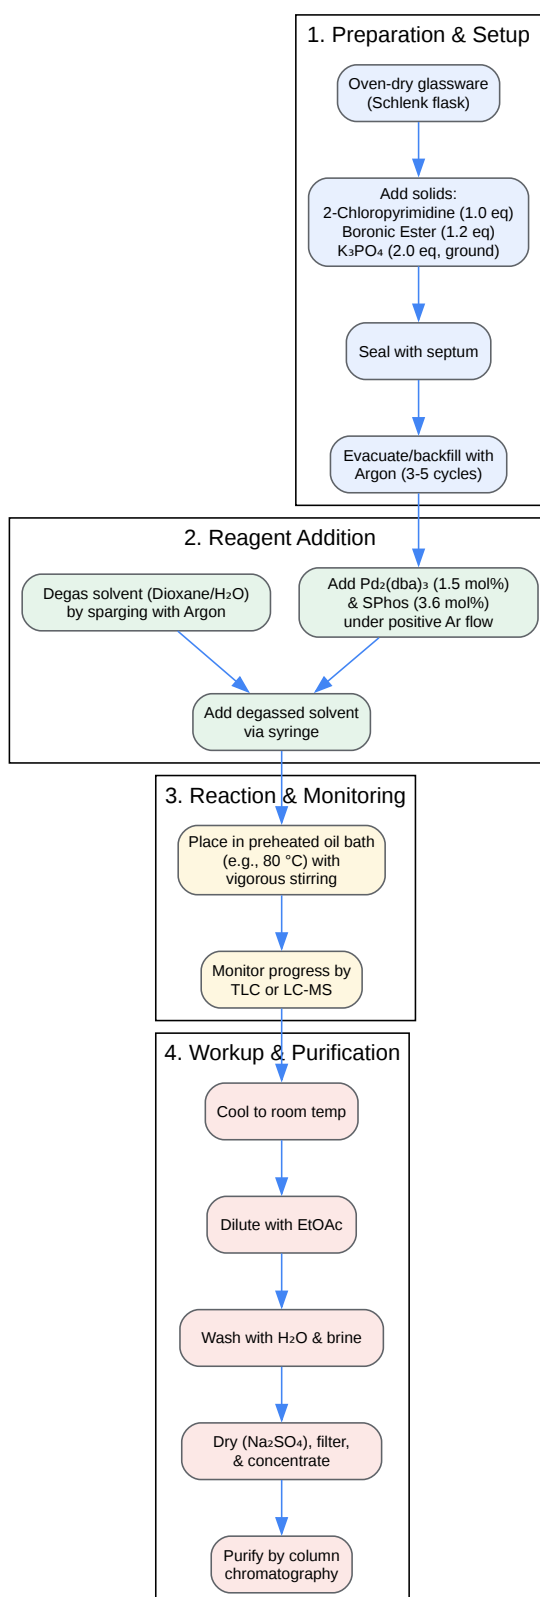 1. Preparation & Setup
Oven-dry glassware
(Schlenk flask)
Add solids:
2-Chloropyrimidine (1.0 eq)
Boronic Ester (1.2 eq)
K₃PO₄ (2.0 eq, ground)
Seal with septum
Evacuate/backfill with
Argon (3-5 cycles)
2. Reagent Addition
Degas solvent (Dioxane/H₂O)
by sparging with Argon
Add Pd₂(dba)₃ (1.5 mol%)
& SPhos (3.6 mol%)
under positive Ar flow
Add degassed solvent
via syringe
3. Reaction & Monitoring
Place in preheated oil bath
(e.g., 80 °C) with
vigorous stirring
Monitor progress by
TLC or LC-MS
4. Workup & Purification
Cool to room temp
Dilute with EtOAc
Wash with H₂O & brine
Dry (Na₂SO₄), filter,
& concentrate
Purify by column
chromatography